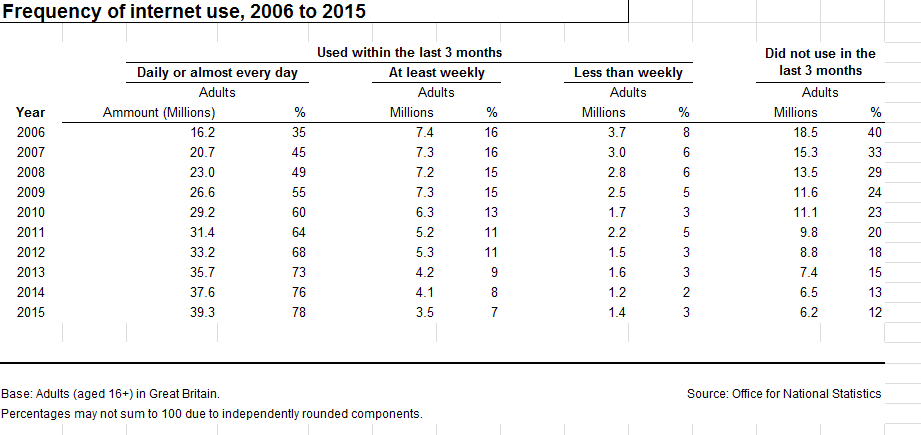 Frequency of internet use, 2006 to 2015
Used within the last 3 months Did not use in the
Daily or almost every day At least weekly Less than weekly last 3 months
Adults Adults Adults Adults
Year Ammount (Millions) % Millions % Millions % Millions %
2006 16.2 35 7.4 16 3.7 8 18.5 40
2007 20.7 45 7.3 16 3.0 6 15.3 33
2008 23.0 49 7.2 15 2.8 6 13.5 29
2009 26.6 55 7.3 15 2.5 5 11.6 24
2010 29.2 60 6.3 13 1.7 3 11.1 23
2011 31.4 64 5.2 11 2.2 5 9.8 20
2012 33.2 68 5.3 11 1.5 3 8.8 18
2013 35.7 73 4.2 9 1.6 3 7.4 15
2014 37.6 76 4.1 8 1.2 2 6.5 13
2015 39.3 78 3.5 7 1.4 3 6.2 12
Base: Adults (aged 16+) in Great Britain. Source: Office for National Statistics
Percentages may not sum to 100 due to independently rounded components.